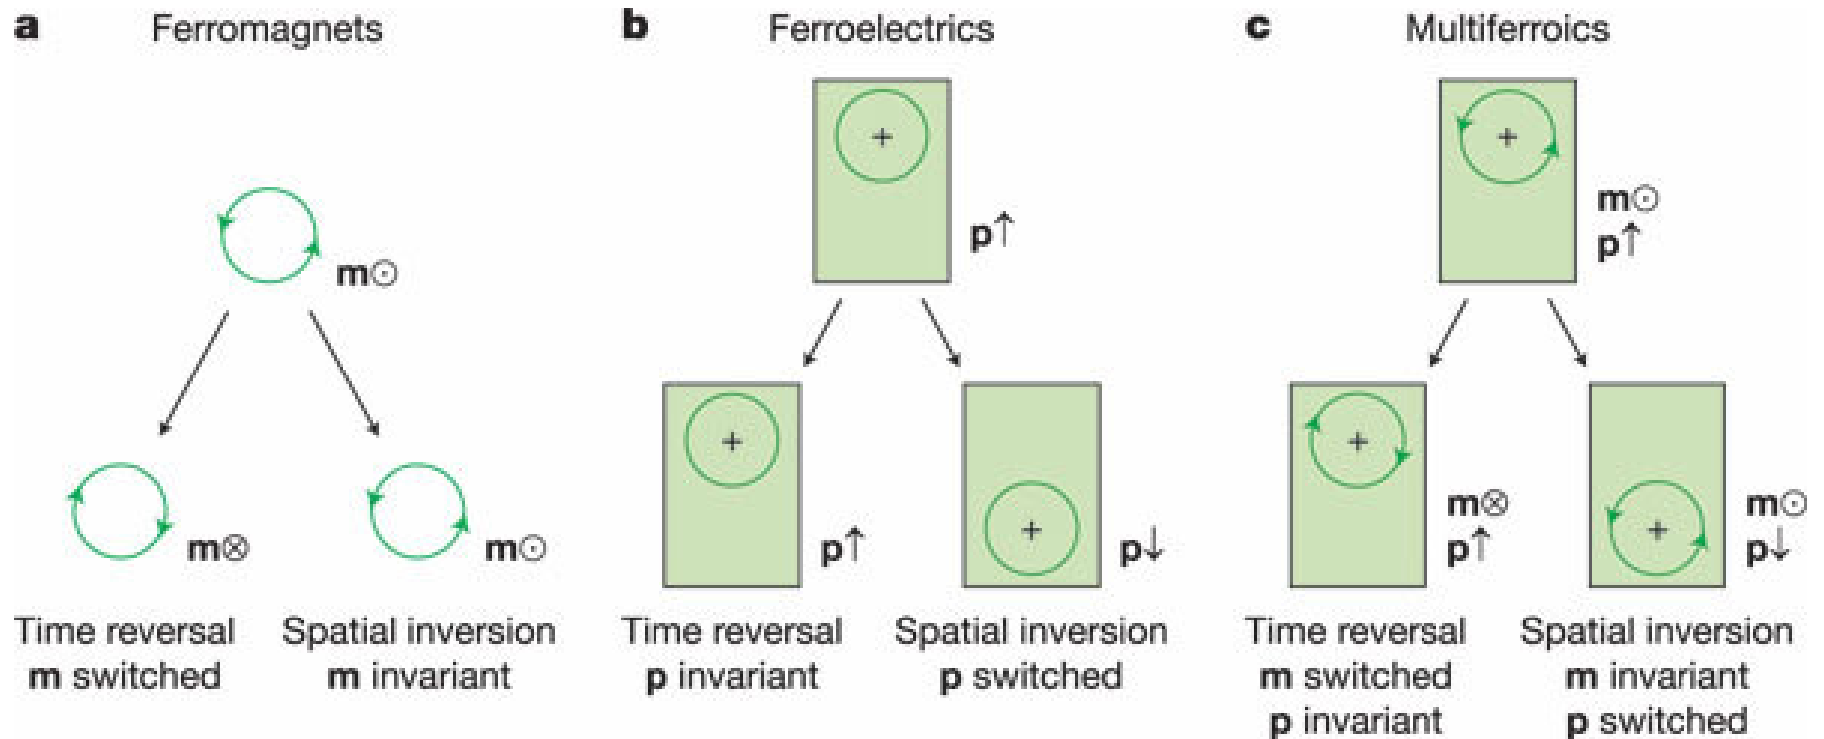 a Ferromagnets
m⊙
m⊗
m⊙
Time reversal
m switched
Spatial inversion
m invariant
b Ferroelectrics
+
p↑
+
p↑
+
p↓
Time reversal
p invariant
Spatial inversion
p switched
c Multiferroics
+
m⊙
p↑
+
m⊗
p↑
+
m⊙
p↓
Time reversal
m switched
p invariant
Spatial inversion
m invariant
p switched